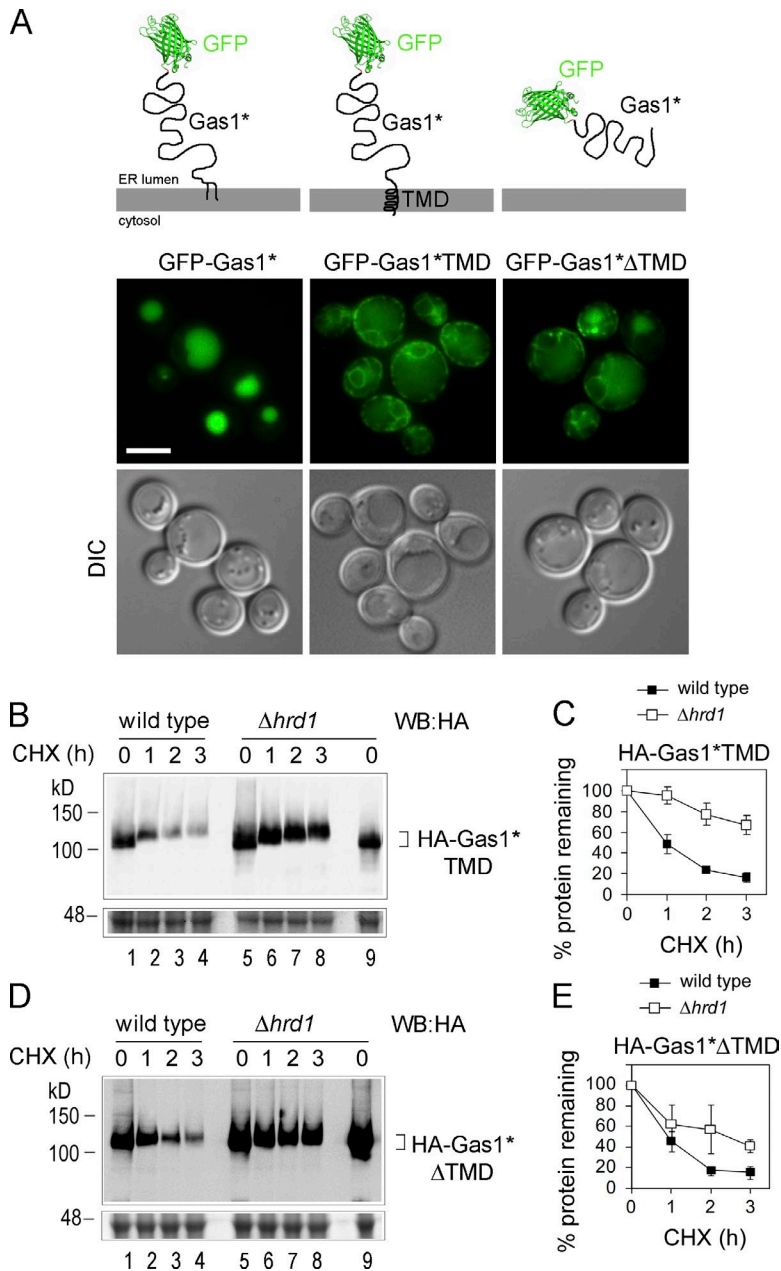 A
GFP
GFP
GFP
Gas1*
Gas1*
Gas1*
ER lumen
TMD
cytosol
GFP-Gas1*
GFP-Gas1*TMD
GFP-Gas1*ΔTMD
DIC
B
wild type
Δhrd1
WB:HA
CHX (h)
0 1 2 3 0 1 2 3 0
kD
150
100
HA-Gas1*
TMD
48
1 2 3 4 5 6 7 8 9
C
wild type
Δhrd1
HA-Gas1*TMD
% protein remaining
100
80
60
40
20
0
0 1 2 3
CHX (h)
D
wild type
Δhrd1
WB:HA
CHX (h)
0 1 2 3 0 1 2 3 0
kD
150
100
HA-Gas1*
ΔTMD
48
1 2 3 4 5 6 7 8 9
E
wild type
Δhrd1
HA-Gas1*ΔTMD
% protein remaining
100
80
60
40
20
0
0 1 2 3
CHX (h)